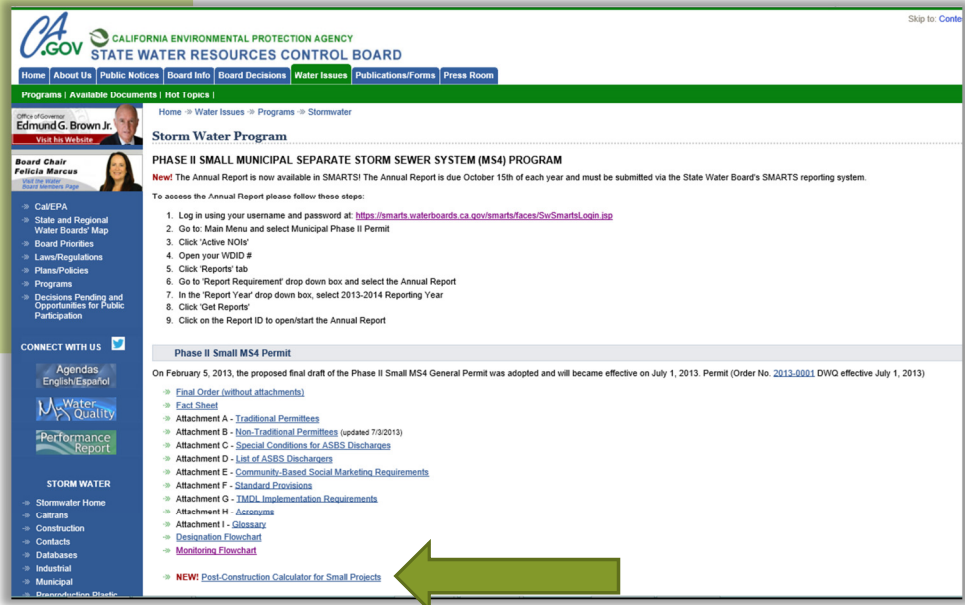 Skip to: Conte
CA
.GOV
CALIFORNIA ENVIRONMENTAL PROTECTION AGENCY
STATE WATER RESOURCES CONTROL BOARD
Home | About Us | Public Notices | Board Info | Board Decisions | Water Issues | Publications/Forms | Press Room
Programs | Available Documents | Hot Topics |
Office of Governor
Edmund G. Brown Jr.
Visit his Website
Board Chair
Felicia Marcus
Visit the Water
Board Members Page
Cal/EPA
State and Regional
Water Boards' Map
Board Priorities
Laws/Regulations
Plans/Policies
Programs
Decisions Pending and
Opportunities for Public
Participation
CONNECT WITH US
Agendas
English/Español
My Water
Quality
Performance
Report
STORM WATER
Stormwater Home
Caltrans
Construction
Contacts
Databases
Industrial
Municipal
Preproduction Plastic
Home → Water Issues → Programs → Stormwater
Storm Water Program
PHASE II SMALL MUNICIPAL SEPARATE STORM SEWER SYSTEM (MS4) PROGRAM
New! The Annual Report is now available in SMARTS! The Annual Report is due October 15th of each year and must be submitted via the State Water Board's SMARTS reporting system.
To access the Annual Report please follow these steps:
1. Log in using your username and password at: https://smarts.waterboards.ca.gov/smarts/faces/SwSmartsLogin.jsp
2. Go to: Main Menu and select Municipal Phase II Permit
3. Click 'Active NOIs'
4. Open your WDID #
5. Click 'Reports' tab
6. Go to 'Report Requirement' drop down box and select the Annual Report
7. In the 'Report Year' drop down box, select 2013-2014 Reporting Year
8. Click 'Get Reports'
9. Click on the Report ID to open/start the Annual Report
Phase II Small MS4 Permit
On February 5, 2013, the proposed final draft of the Phase II Small MS4 General Permit was adopted and will became effective on July 1, 2013. Permit (Order No. 2013-0001 DWQ effective July 1, 2013)
Final Order (without attachments)
Fact Sheet
Attachment A - Traditional Permittees
Attachment B - Non-Traditional Permittees (updated 7/3/2013)
Attachment C - Special Conditions for ASBS Discharges
Attachment D - List of ASBS Dischargers
Attachment E - Community-Based Social Marketing Requirements
Attachment F - Standard Provisions
Attachment G - TMDL Implementation Requirements
Attachment H - Acronyms
Attachment I - Glossary
Designation Flowchart
Monitoring Flowchart
NEW! Post-Construction Calculator for Small Projects